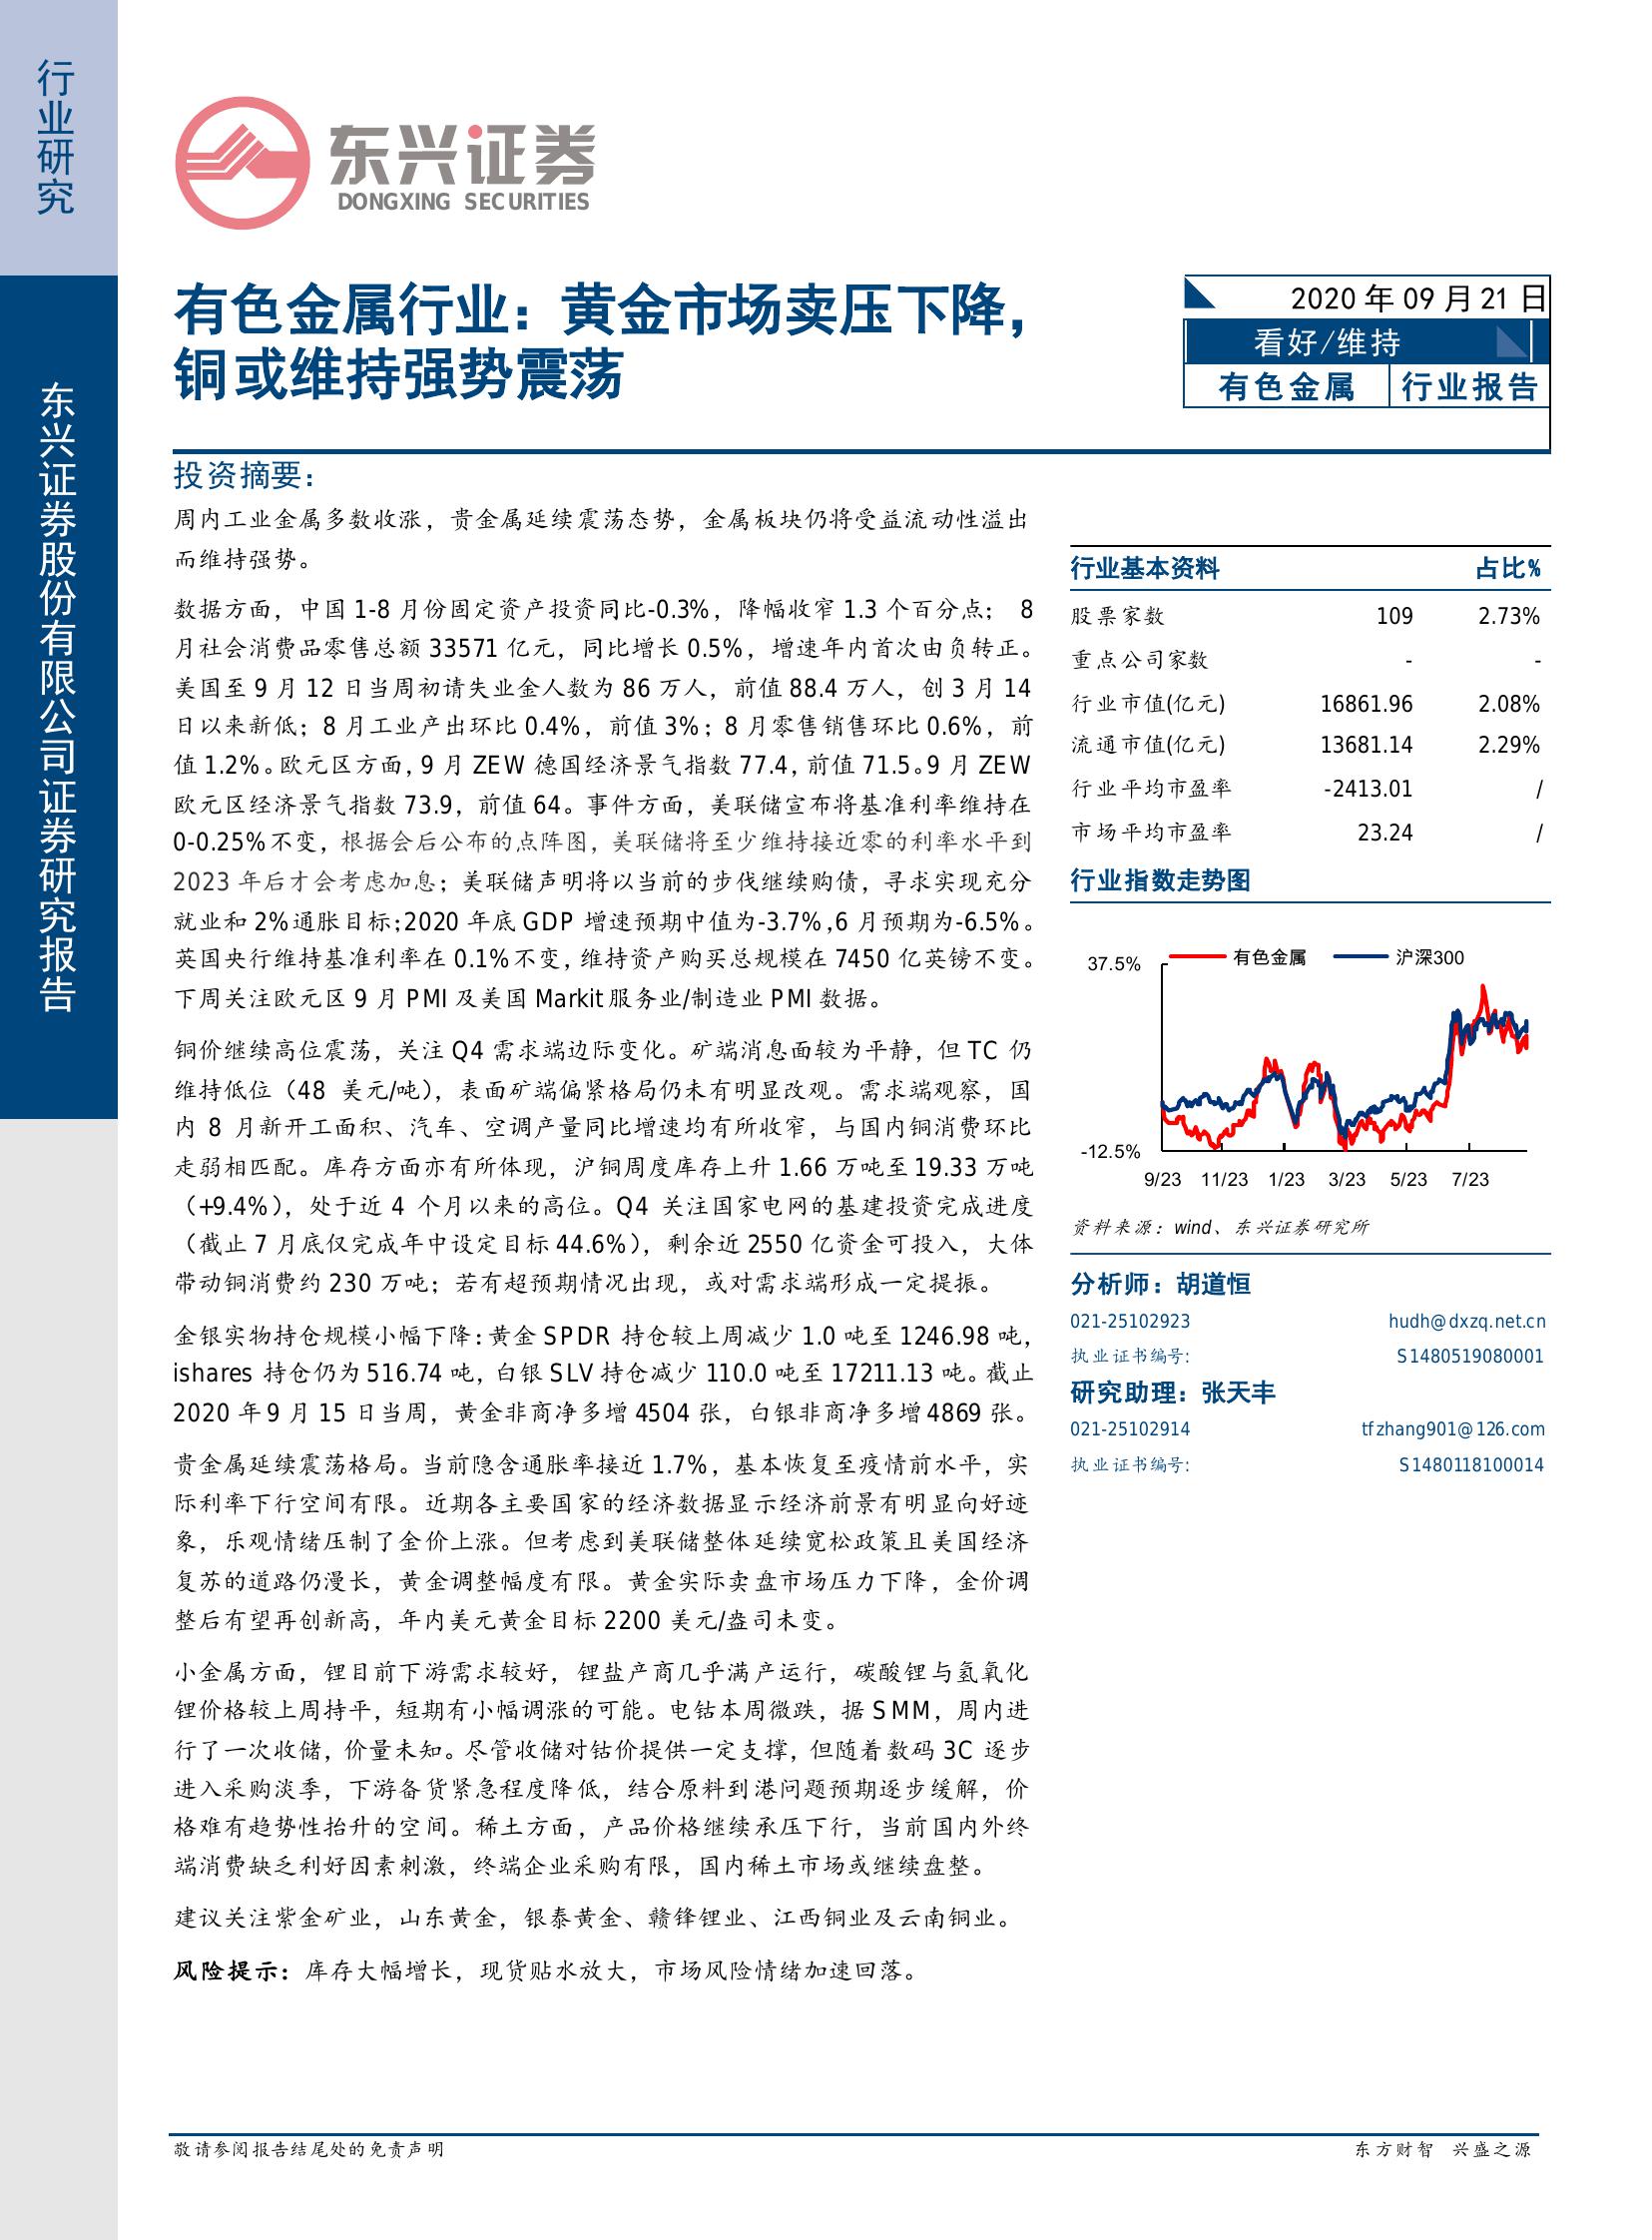 行业研究
东兴证券股份有限公司证券研究报告
东兴证券
DONGXING SECURITIES
有色金属行业：黄金市场卖压下降，
铜或维持强势震荡
2020 年 09 月 21 日
看好/维持
有色金属 行业报告
投资摘要：
周内工业金属多数收涨，贵金属延续震荡态势，金属板块仍将受益流动性溢出
而维持强势。
数据方面，中国 1-8 月份固定资产投资同比-0.3%，降幅收窄 1.3 个百分点； 8
月社会消费品零售总额 33571 亿元，同比增长 0.5%，增速年内首次由负转正。
美国至 9 月 12 日当周初请失业金人数为 86 万人，前值 88.4 万人，创 3 月 14
日以来新低；8 月工业产出环比 0.4%，前值 3%；8 月零售销售环比 0.6%，前
值 1.2%。欧元区方面，9 月 ZEW 德国经济景气指数 77.4，前值 71.5。9 月 ZEW
欧元区经济景气指数 73.9，前值 64。事件方面，美联储宣布将基准利率维持在
0-0.25%不变，根据会后公布的点阵图，美联储将至少维持接近零的利率水平到
2023 年后才会考虑加息；美联储声明将以当前的步伐继续购债，寻求实现充分
就业和 2%通胀目标；2020 年底 GDP 增速预期中值为-3.7%，6 月预期为-6.5%。
英国央行维持基准利率在 0.1%不变，维持资产购买总规模在 7450 亿英镑不变。
下周关注欧元区 9 月 PMI 及美国 Markit 服务业/制造业 PMI 数据。
铜价继续高位震荡，关注 Q4 需求端边际变化。矿端消息面较为平静，但 TC 仍
维持低位（48 美元/吨），表面矿端偏紧格局仍未有明显改观。需求端观察，国
内 8 月新开工面积、汽车、空调产量同比增速均有所收窄，与国内铜消费环比
走弱相匹配。库存方面亦有所体现，沪铜周度库存上升 1.66 万吨至 19.33 万吨
（+9.4%），处于近 4 个月以来的高位。Q4 关注国家电网的基建投资完成进度
（截止 7 月底仅完成年中设定目标 44.6%），剩余近 2550 亿资金可投入，大体
带动铜消费约 230 万吨；若有超预期情况出现，或对需求端形成一定提振。
金银实物持仓规模小幅下降：黄金 SPDR 持仓较上周减少 1.0 吨至 1246.98 吨，
ishares 持仓仍为 516.74 吨，白银 SLV 持仓减少 110.0 吨至 17211.13 吨。截止
2020 年 9 月 15 日当周，黄金非商净多增 4504 张，白银非商净多增 4869 张。
贵金属延续震荡格局。当前隐含通胀率接近 1.7%，基本恢复至疫情前水平，实
际利率下行空间有限。近期各主要国家的经济数据显示经济前景有明显向好迹
象，乐观情绪压制了金价上涨。但考虑到美联储整体延续宽松政策且美国经济
复苏的道路仍漫长，黄金调整幅度有限。黄金实际卖盘市场压力下降，金价调
整后有望再创新高，年内美元黄金目标 2200 美元/盎司未变。
小金属方面，锂目前下游需求较好，锂盐产商几乎满产运行，碳酸锂与氢氧化
锂价格较上周持平，短期有小幅调涨的可能。电钴本周微跌，据 SMM，周内进
行了一次收储，价量未知。尽管收储对钴价提供一定支撑，但随着数码 3C 逐步
进入采购淡季，下游备货紧急程度降低，结合原料到港问题预期逐步缓解，价
格难有趋势性抬升的空间。稀土方面，产品价格继续承压下行，当前国内外终
端消费缺乏利好因素刺激，终端企业采购有限，国内稀土市场或继续盘整。
建议关注紫金矿业，山东黄金，银泰黄金、赣锋锂业、江西铜业及云南铜业。
风险提示：库存大幅增长，现货贴水放大，市场风险情绪加速回落。
行业基本资料 占比%
股票家数 109 2.73%
重点公司家数 - -
行业市值(亿元) 16861.96 2.08%
流通市值(亿元) 13681.14 2.29%
行业平均市盈率 -2413.01 /
市场平均市盈率 23.24 /
行业指数走势图
有色金属 沪深300
37.5%
-12.5%
9/23 11/23 1/23 3/23 5/23 7/23
资料来源：wind、东兴证券研究所
分析师：胡道恒
021-25102923 hudh@dxzq.net.cn
执业证书编号: S1480519080001
研究助理：张天丰
021-25102914 tfzhang901@126.com
执业证书编号: S1480118100014
敬请参阅报告结尾处的免责声明
东方财智 兴盛之源